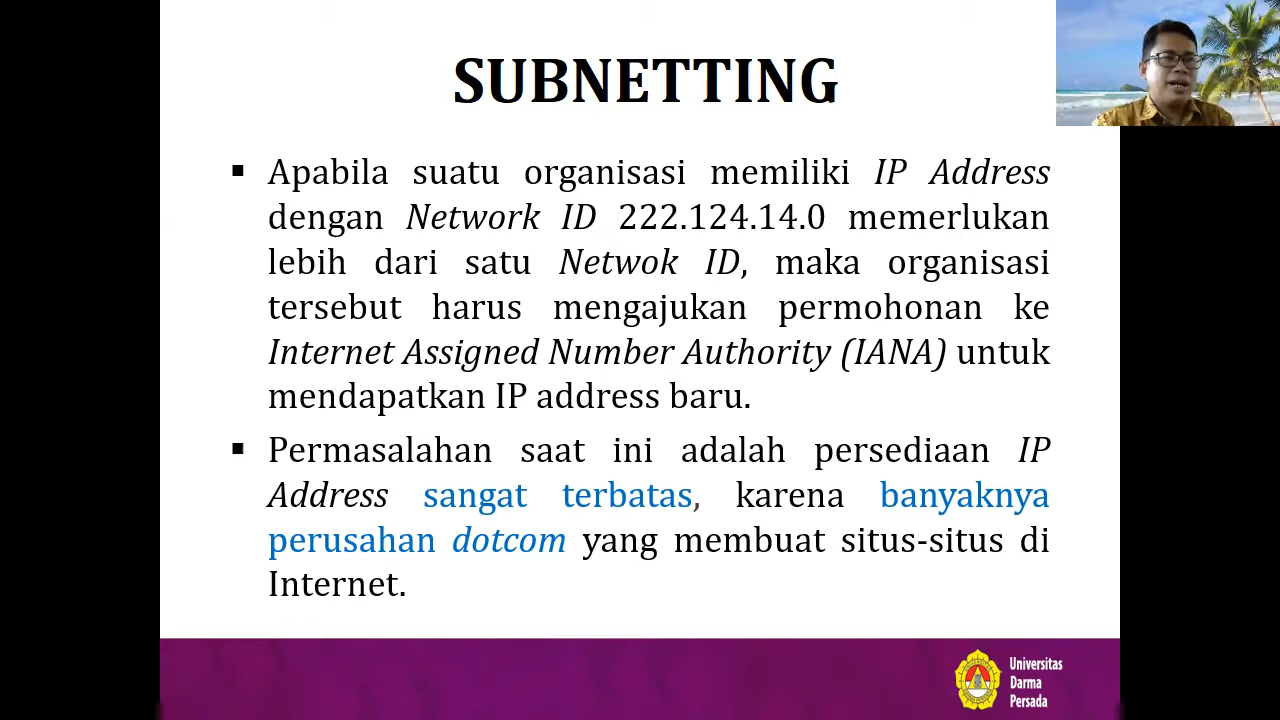 SUBNETTING
▪ Apabila suatu organisasi memiliki IP Address
dengan Network ID 222.124.14.0 memerlukan
lebih dari satu Netwok ID, maka organisasi
tersebut harus mengajukan permohonan ke
Internet Assigned Number Authority (IANA) untuk
mendapatkan IP address baru.
▪ Permasalahan saat ini adalah persediaan IP
Address sangat terbatas, karena banyaknya
perusahan dotcom yang membuat situs-situs di
Internet.
Universitas
Darma
Persada